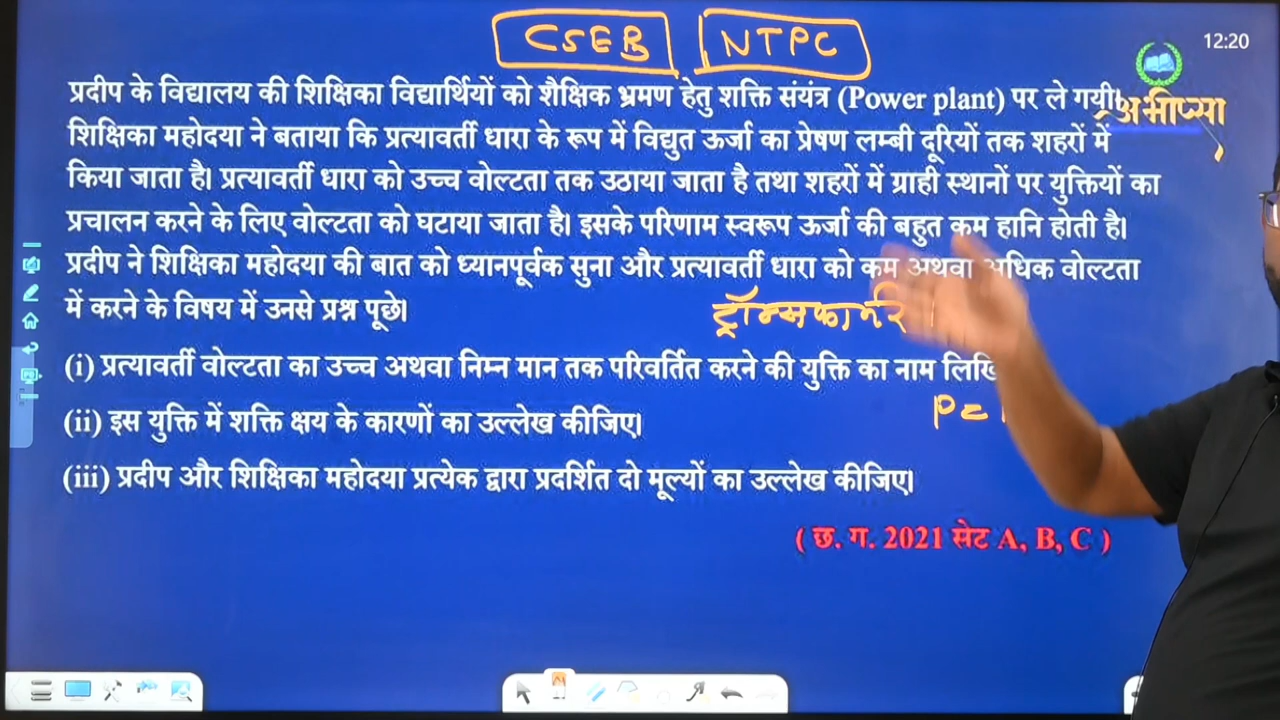 CSEB NTPC
12:20
प्रदीप के विद्यालय की शिक्षिका विद्यार्थियों को शैक्षिक भ्रमण हेतु शक्ति संयंत्र (Power plant) पर ले गयी।
अभीप्सा
शिक्षिका महोदया ने बताया कि प्रत्यावर्ती धारा के रूप में विद्युत ऊर्जा का प्रेषण लम्बी दूरियों तक शहरों में
किया जाता है। प्रत्यावर्ती धारा को उच्च वोल्टता तक उठाया जाता है तथा शहरों में ग्राही स्थानों पर युक्तियों का
प्रचालन करने के लिए वोल्टता को घटाया जाता है। इसके परिणाम स्वरूप ऊर्जा की बहुत कम हानि होती है।
प्रदीप ने शिक्षिका महोदया की बात को ध्यानपूर्वक सुना और प्रत्यावर्ती धारा को कम अथवा अधिक वोल्टता
में करने के विषय में उनसे प्रश्न पूछे।
(i) प्रत्यावर्ती वोल्टता का उच्च अथवा निम्न मान तक परिवर्तित करने की युक्ति का नाम
P =
(ii) इस युक्ति में शक्ति क्षय के कारणों का उल्लेख कीजिए।
(iii) प्रदीप और शिक्षिका महोदया प्रत्येक द्वारा प्रदर्शित दो मूल्यों का उल्लेख कीजिए।
( छ. ग. 2021 सेट A, B, C )